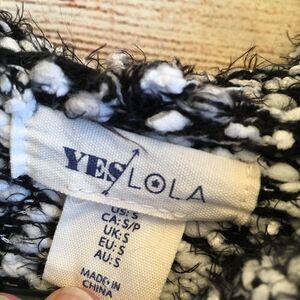 YES LOLA
US: S
CA: S/P
UK: S
EU: S
AU: S
MADE IN
CHINA